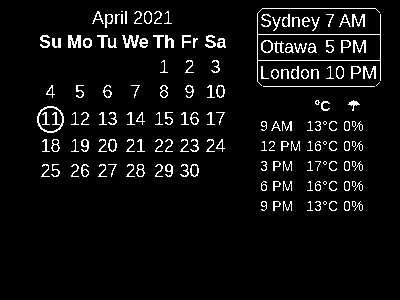 April 2021
Su Mo Tu We Th Fr Sa
1 2 3
4 5 6 7 8 9 10
11 12 13 14 15 16 17
18 19 20 21 22 23 24
25 26 27 28 29 30
Sydney 7 AM
Ottawa 5 PM
London 10 PM
°C
9 AM 13°C 0%
12 PM 16°C 0%
3 PM 17°C 0%
6 PM 16°C 0%
9 PM 13°C 0%